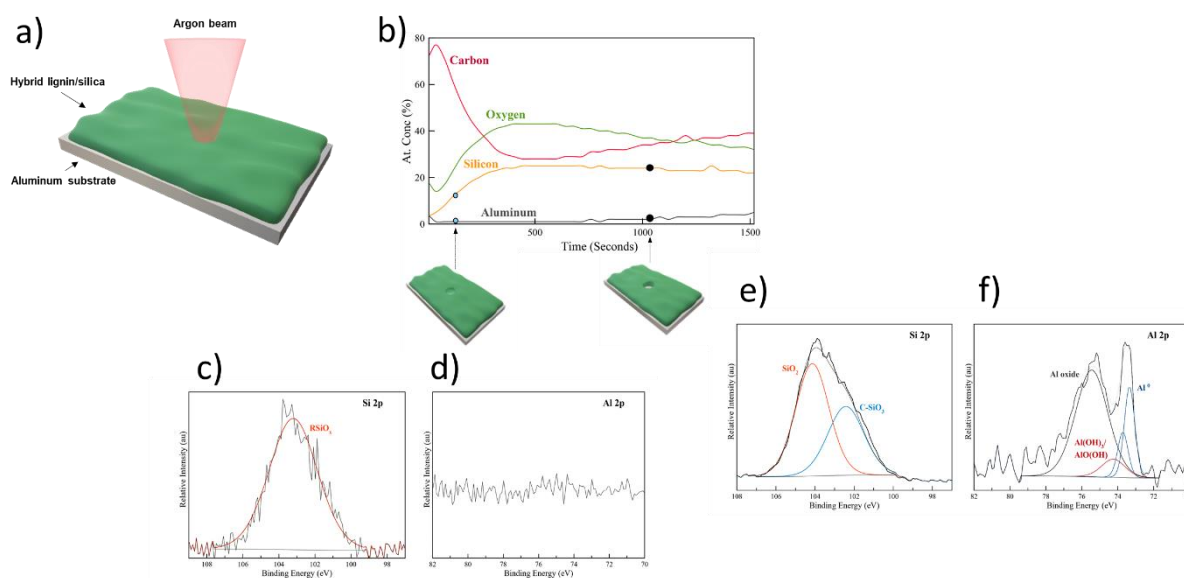 a)
Argon beam
Hybrid lignin/silica
Aluminum substrate
b)
80
60
40
20
0
At. Conc (%)
Carbon
Oxygen
Silicon
Aluminum
500
1000
1500
Time (Seconds)
c)
Si 2p
RSiOₓ
Relative Intensity (au)
108 106 104 102 100 98
Binding Energy (eV)
d)
Al 2p
Relative Intensity (au)
82 80 78 76 74 72 70
Binding Energy (eV)
e)
Si 2p
SiO₂
C-SiOₓ
Relative Intensity (au)
108 106 104 102 100 98
Binding Energy (eV)
f)
Al 2p
Al oxide
Al⁰
Al(OH)₃/
AlO(OH)
Relative Intensity (au)
82 80 78 76 74 72
Binding Energy (eV)